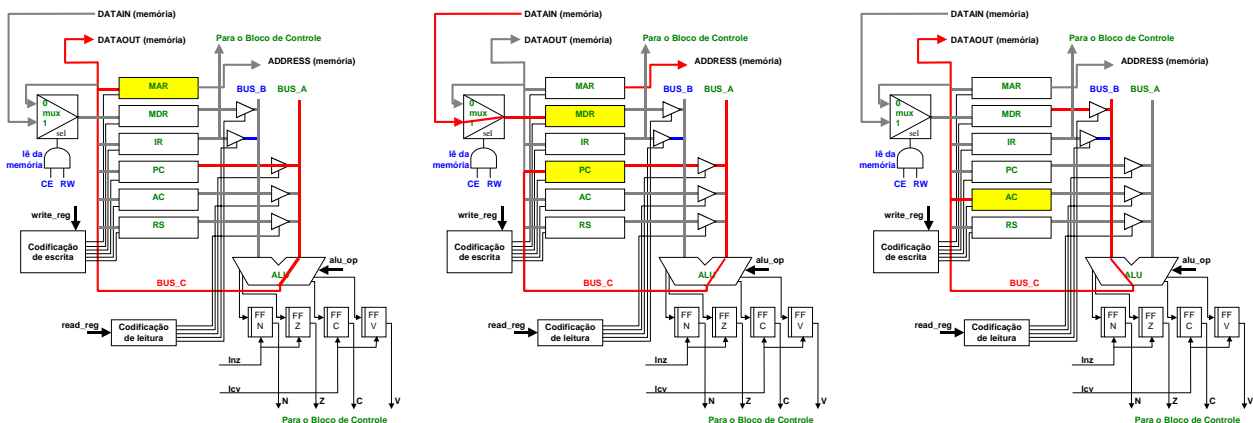 DATAIN (memória)
DATAOUT (memória)
Para o Bloco de Controle
ADDRESS (memória)
BUS_B
BUS_A
MAR
0
mux
1
sel
MDR
IR
lê da
memória
CE RW
PC
AC
RS
write_reg
Codificação
de escrita
alu_op
ALU
BUS_C
read_reg
Codificação
de leitura
FF
N
FF
Z
FF
C
FF
V
lnz
lcv
N
Z
C
V
Para o Bloco de Controle
DATAIN (memória)
DATAOUT (memória)
Para o Bloco de Controle
ADDRESS (memória)
BUS_B
BUS_A
MAR
0
mux
1
sel
MDR
IR
lê da
memória
CE RW
PC
AC
RS
write_reg
Codificação
de escrita
alu_op
ALU
BUS_C
read_reg
Codificação
de leitura
FF
N
FF
Z
FF
C
FF
V
lnz
lcv
N
Z
C
V
Para o Bloco de Controle
DATAIN (memória)
DATAOUT (memória)
Para o Bloco de Controle
ADDRESS (memória)
BUS_B
BUS_A
MAR
0
mux
1
sel
MDR
IR
lê da
memória
CE RW
PC
AC
RS
write_reg
Codificação
de escrita
alu_op
ALU
BUS_C
read_reg
Codificação
de leitura
FF
N
FF
Z
FF
C
FF
V
lnz
lcv
N
Z
C
V
Para o Bloco de Controle